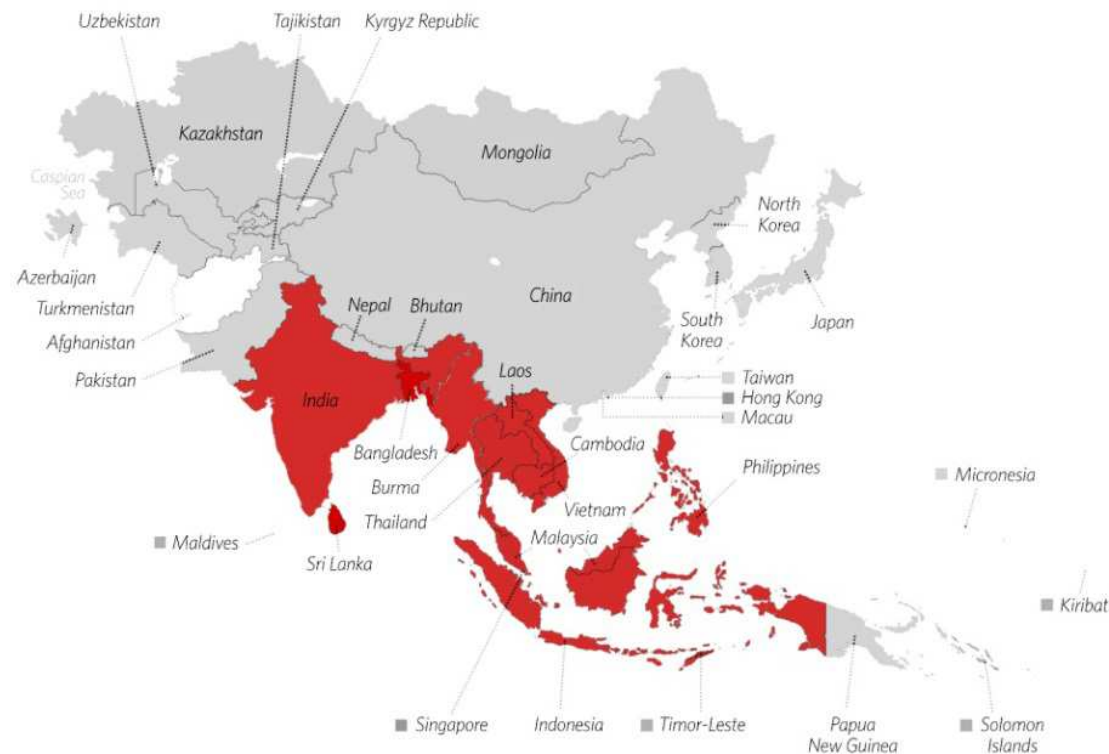 Uzbekistan
Tajikistan
Kyrgyz Republic
Kazakhstan
Mongolia
Caspian
Sea
North
Korea
Azerbaijan
Turkmenistan
China
Nepal
Bhutan
South
Korea
Japan
Afghanistan
Pakistan
Laos
Taiwan
Hong Kong
Macau
India
Bangladesh
Cambodia
Burma
Philippines
Micronesia
Thailand
Vietnam
Maldives
Malaysia
Sri Lanka
Kiribat
Singapore
Indonesia
Timor-Leste
Papua
New Guinea
Solomon
Islands